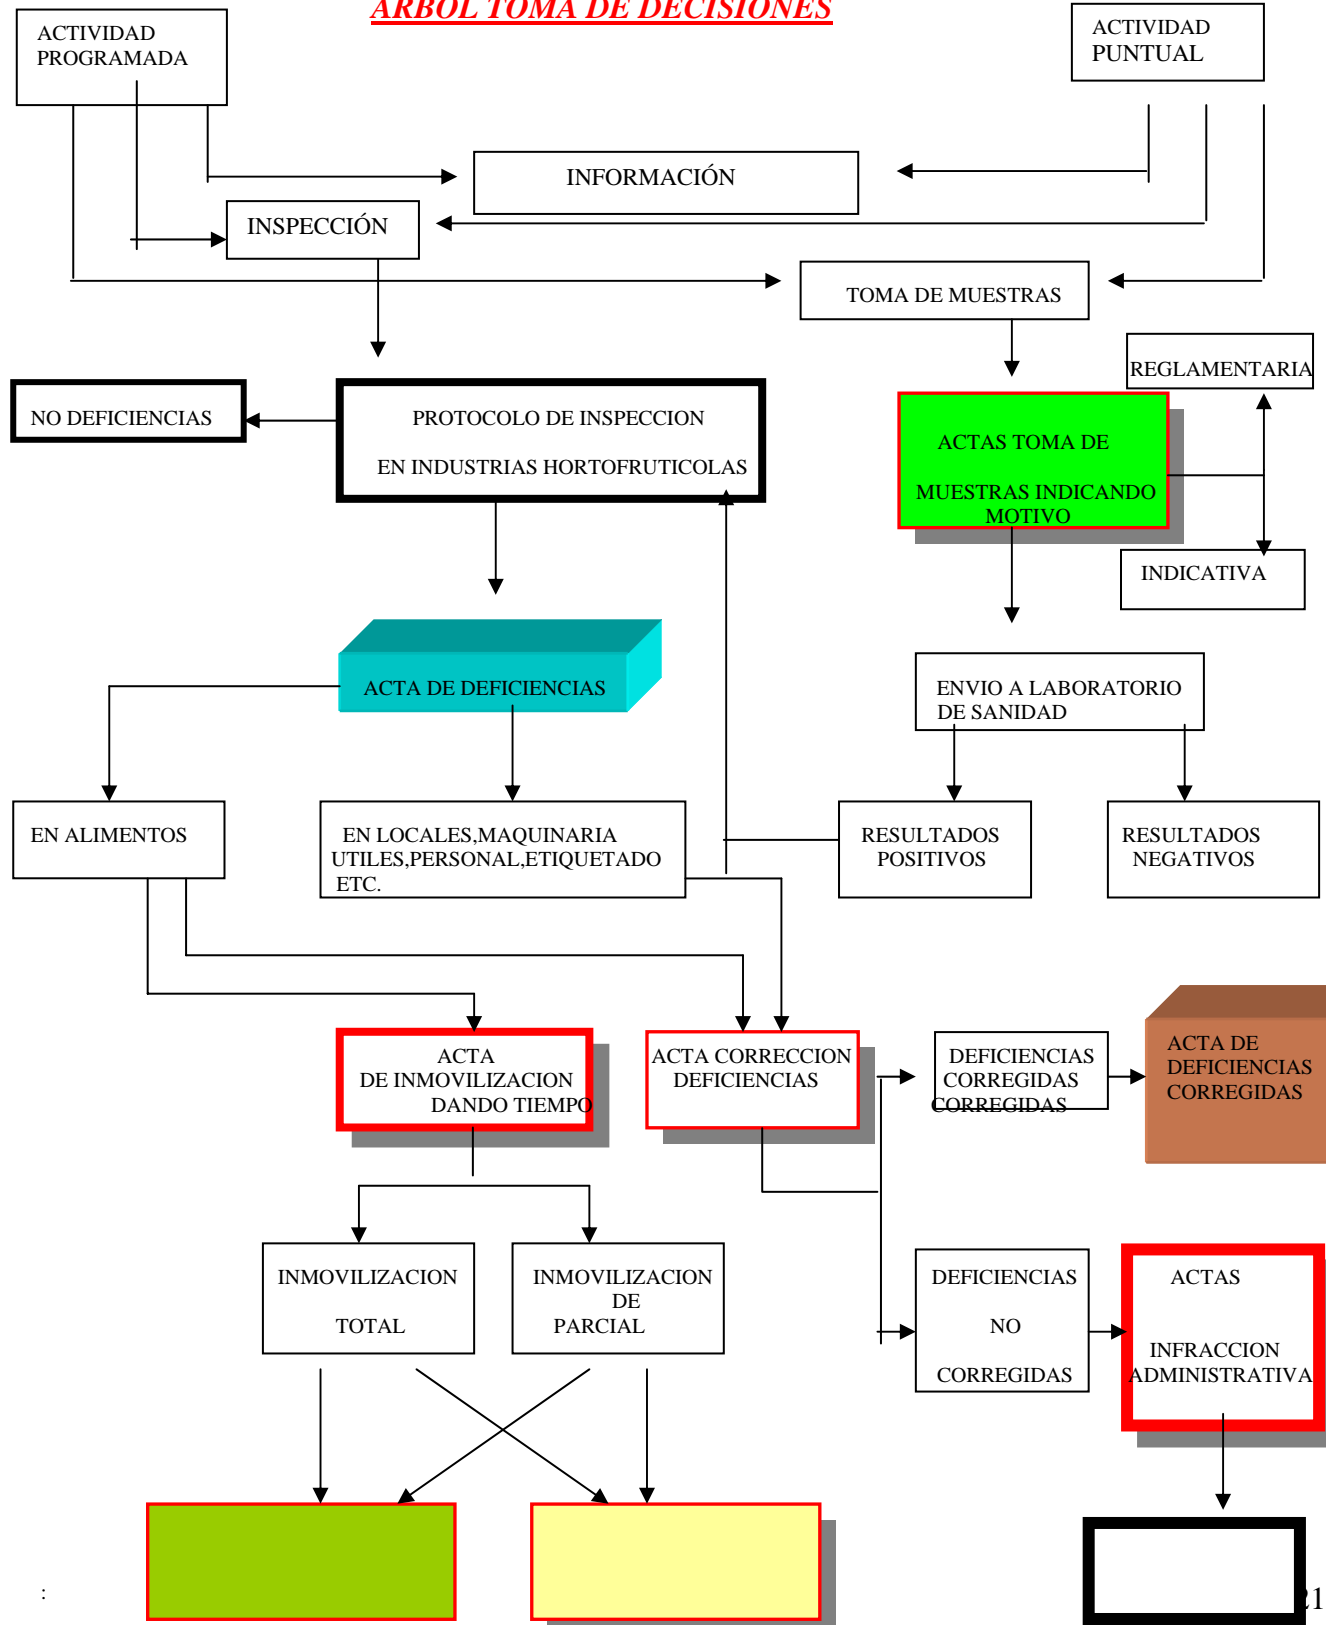 ARBOL TOMA DE DECISIONES
ACTIVIDAD
PROGRAMADA
ACTIVIDAD
PUNTUAL
INFORMACIÓN
INSPECCIÓN
TOMA DE MUESTRAS
REGLAMENTARIA
NO DEFICIENCIAS
PROTOCOLO DE INSPECCION
EN INDUSTRIAS HORTOFRUTICOLAS
ACTAS TOMA DE
MUESTRAS INDICANDO
MOTIVO
INDICATIVA
ACTA DE DEFICIENCIAS
ENVIO A LABORATORIO
DE SANIDAD
EN ALIMENTOS
EN LOCALES,MAQUINARIA
UTILES,PERSONAL,ETIQUETADO
ETC.
RESULTADOS
POSITIVOS
RESULTADOS
NEGATIVOS
ACTA
DE INMOVILIZACION
DANDO TIEMPO
ACTA CORRECCION
DEFICIENCIAS
DEFICIENCIAS
CORREGIDAS
CORREGIDAS
ACTA DE
DEFICIENCIAS
CORREGIDAS
INMOVILIZACION
TOTAL
INMOVILIZACION
DE
PARCIAL
DEFICIENCIAS
NO
CORREGIDAS
ACTAS
INFRACCION
ADMINISTRATIVA
:
21